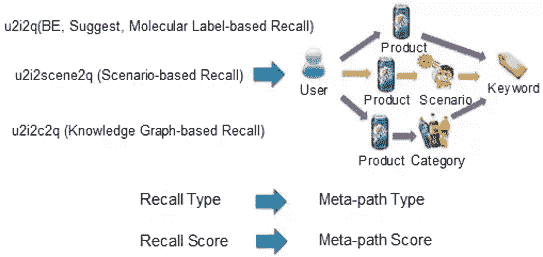 u2i2q(BE, Suggest, Molecular Label-based Recall)
Product
u2i2scene2q (Scenario-based Recall)
User
Product
Scenario
Keyword
u2i2c2q (Knowledge Graph-based Recall)
Product
Category
Recall Type
Meta-path Type
Recall Score
Meta-path Score